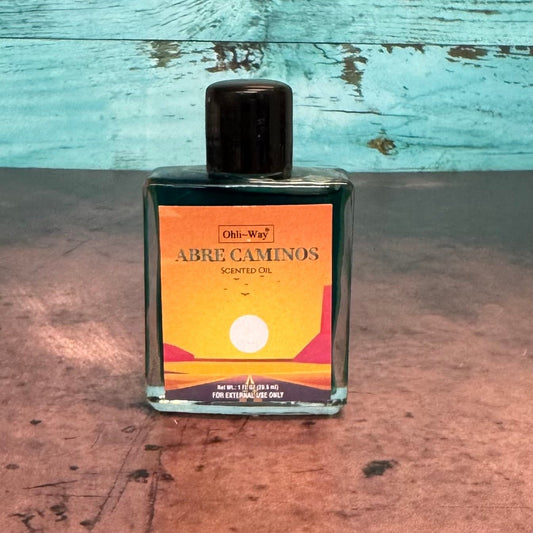 Ohli~Way®
ABRE CAMINOS
SCENTED OIL
Net Wt.: 1 Fl Oz (29.5 ml)
FOR EXTERNAL USE ONLY